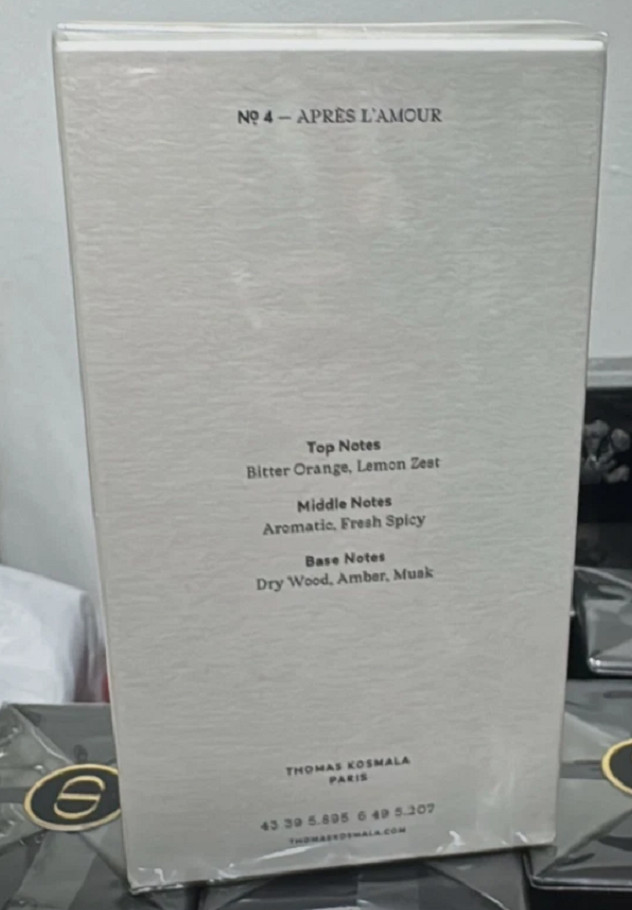 Nº 4 – APRÈS L'AMOUR
Top Notes
Bitter Orange, Lemon Zest
Middle Notes
Aromatic, Fresh Spicy
Base Notes
Dry Wood, Amber, Musk
THOMAS KOSMALA
PARIS
43 39 5.895 6 49 5.207
THOMASKOSMALA.COM